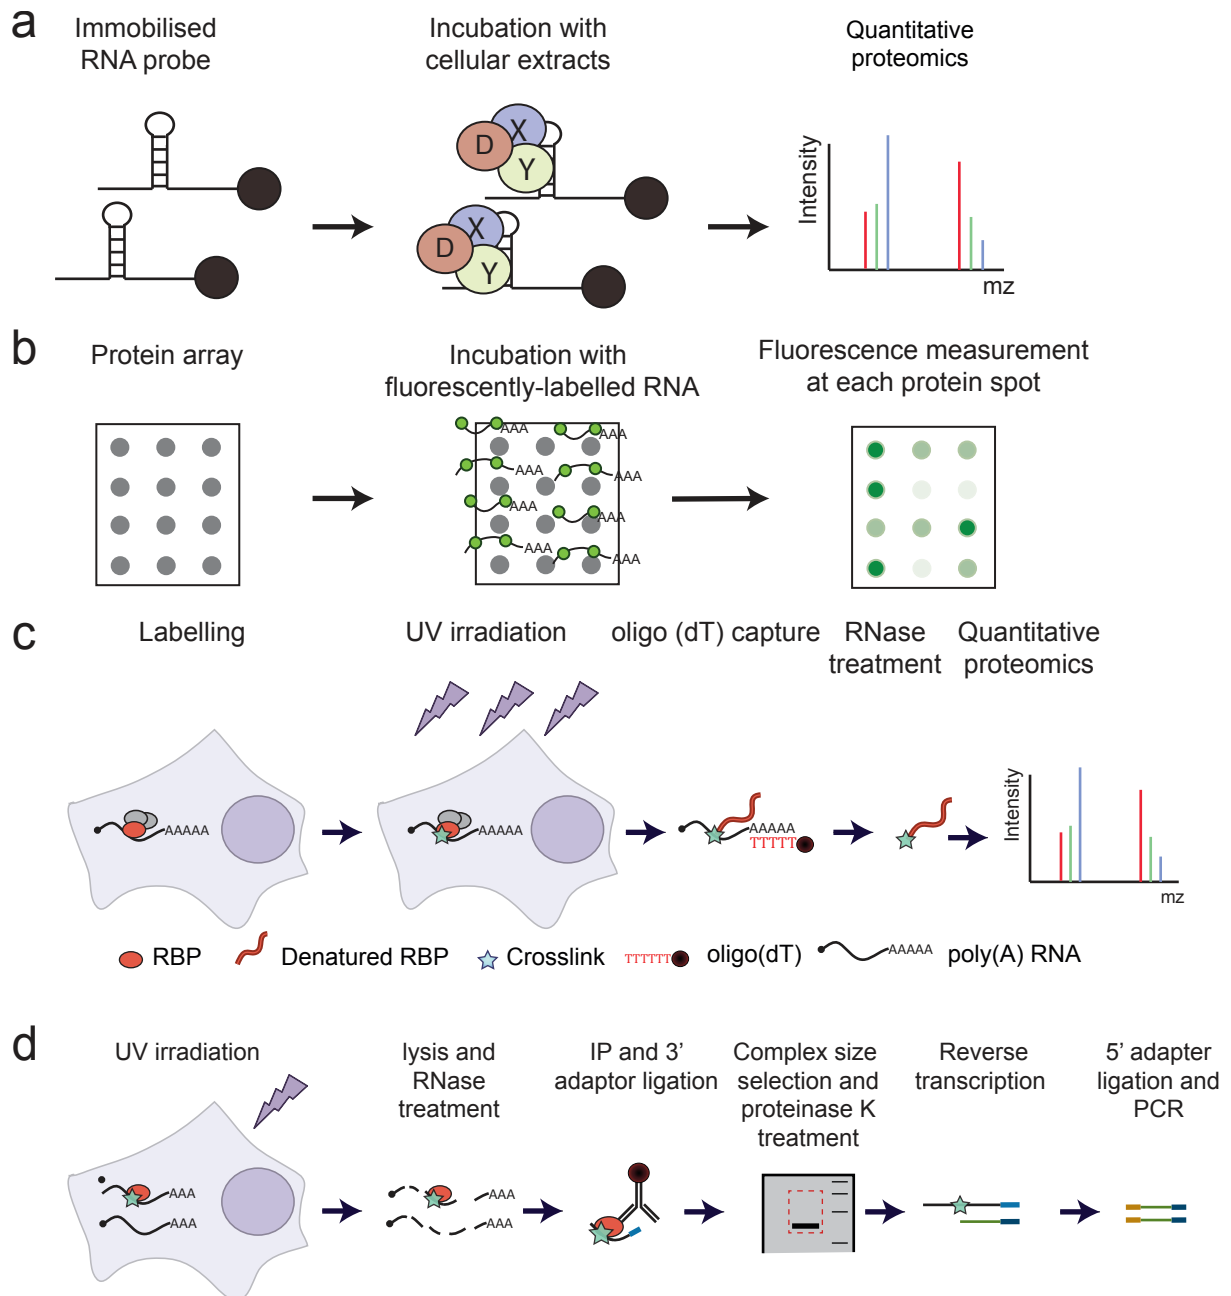 a
Immobilised
RNA probe
Incubation with
cellular extracts
Quantitative
proteomics
D
X
Y
D
X
Y
Intensity
mz
b
Protein array
Incubation with
fluorescently-labelled RNA
Fluorescence measurement
at each protein spot
AAA
AAA
AAA
AAA
AAA
AAA
AAA
AAA
c
Labelling
UV irradiation
oligo (dT) capture
RNase
treatment
Quantitative
proteomics
AAAAA
AAAAA
AAAAA
TTTTT
Intensity
mz
RBP
Denatured RBP
Crosslink
TTTTTT
oligo(dT)
AAAAA
poly(A) RNA
d
UV irradiation
lysis and
RNase
treatment
IP and 3’
adaptor ligation
Complex size
selection and
proteinase K
treatment
Reverse
transcription
5’ adapter
ligation and
PCR
AAA
AAA
AAA
AAA